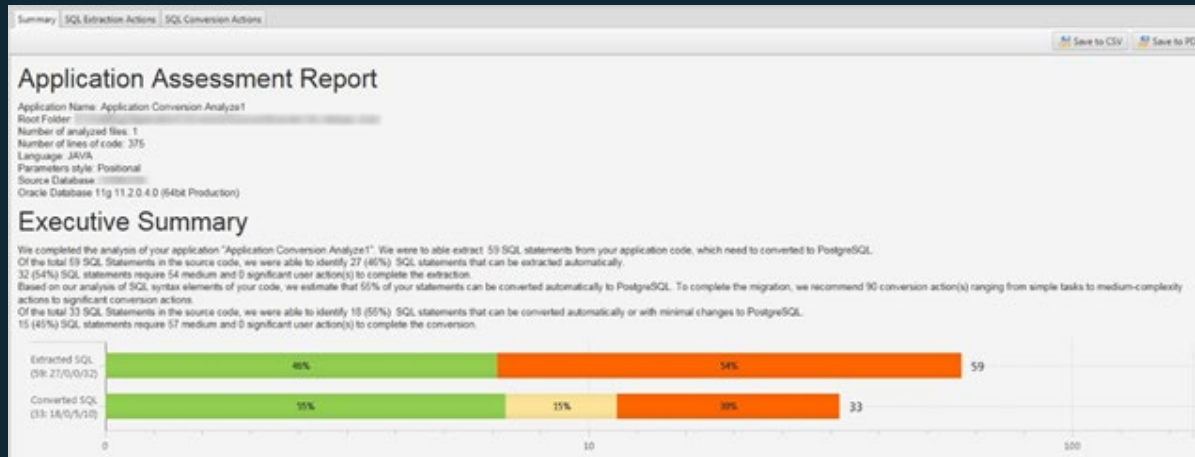 Summary SQL Extraction Actions SQL Conversion Actions
Save to CSV Save to PD
Application Assessment Report
Application Name: Application Conversion Analyze1
Root Folder:
Number of analyzed files: 1
Number of lines of code: 375
Language: JAVA
Parameters style: Positional
Source Database:
Oracle Database 11g 11.2.0.4.0 (64bit Production)
Executive Summary
We completed the analysis of your application "Application Conversion Analyze1". We were to able extract 59 SQL statements from your application code, which need to converted to PostgreSQL.
Of the total 59 SQL Statements in the source code, we were able to identify 27 (46%) SQL statements that can be extracted automatically.
32 (54%) SQL statements require 54 medium and 0 significant user action(s) to complete the extraction.
Based on our analysis of SQL syntax elements of your code, we estimate that 55% of your statements can be converted automatically to PostgreSQL. To complete the migration, we recommend 90 conversion action(s) ranging from simple tasks to medium-complexity
actions to significant conversion actions.
Of the total 33 SQL Statements in the source code, we were able to identify 18 (55%) SQL statements that can be converted automatically or with minimal changes to PostgreSQL.
15 (45%) SQL statements require 57 medium and 0 significant user action(s) to complete the conversion.
Extracted SQL
(59: 27/0/0/32)
46% 54% 59
Converted SQL
(33: 18/0/5/10)
55% 15% 30% 33
0 10 100